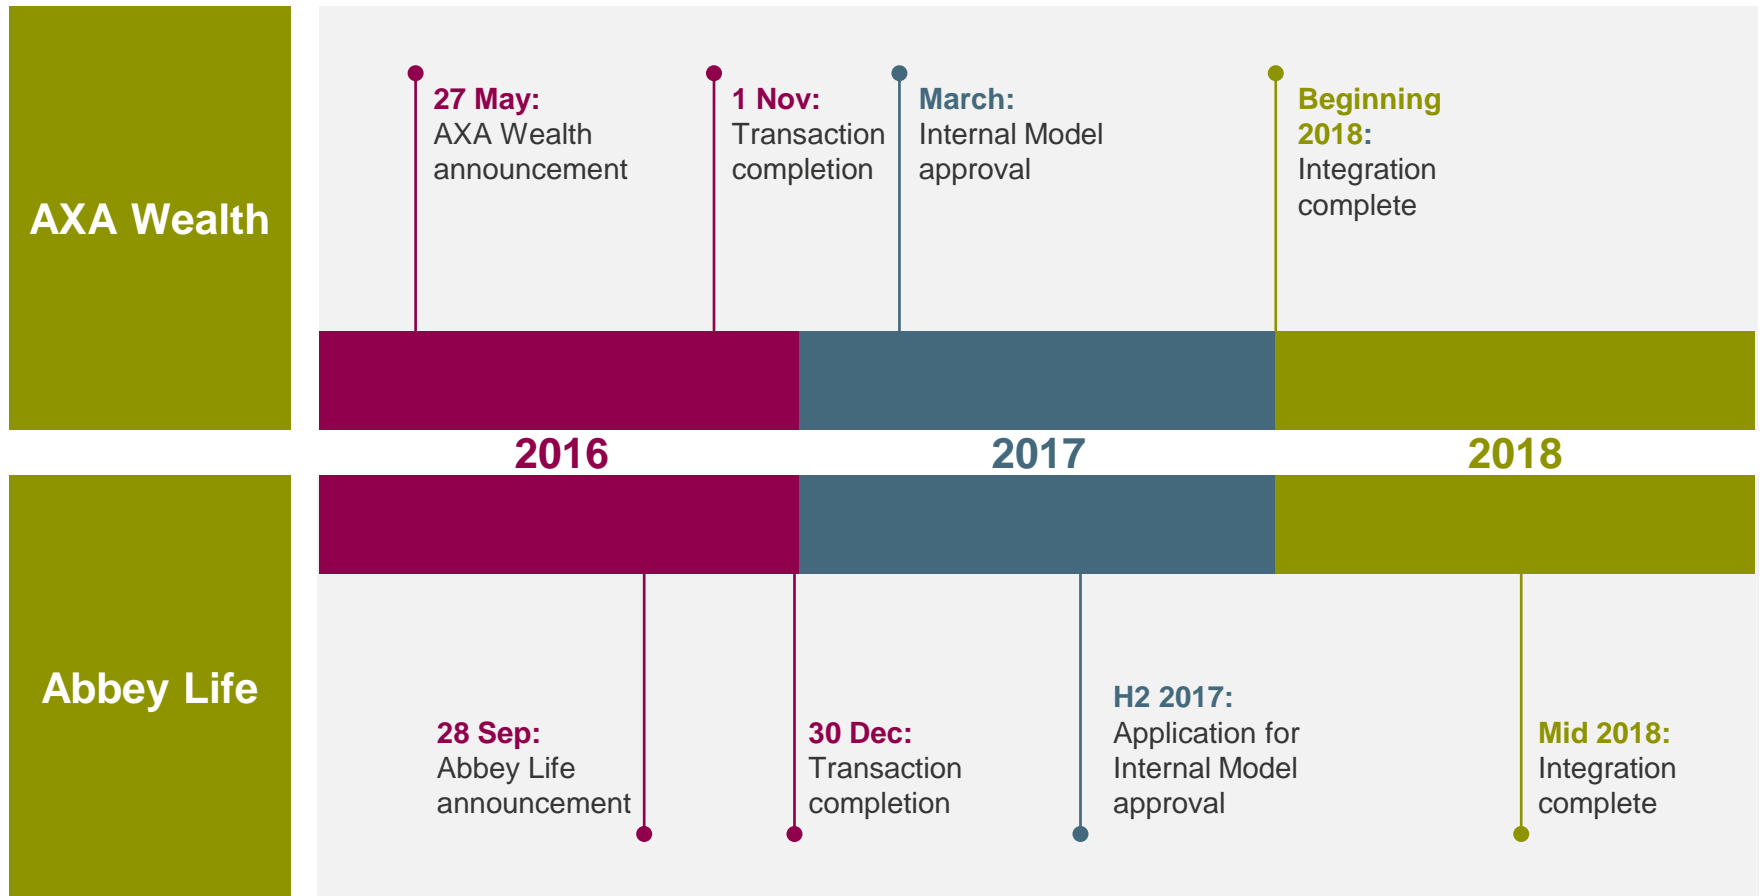 AXA Wealth
27 May:
AXA Wealth
announcement
1 Nov:
Transaction
completion
March:
Internal Model
approval
Beginning
2018:
Integration
complete
2016
2017
2018
Abbey Life
28 Sep:
Abbey Life
announcement
30 Dec:
Transaction
completion
H2 2017:
Application for
Internal Model
approval
Mid 2018:
Integration
complete